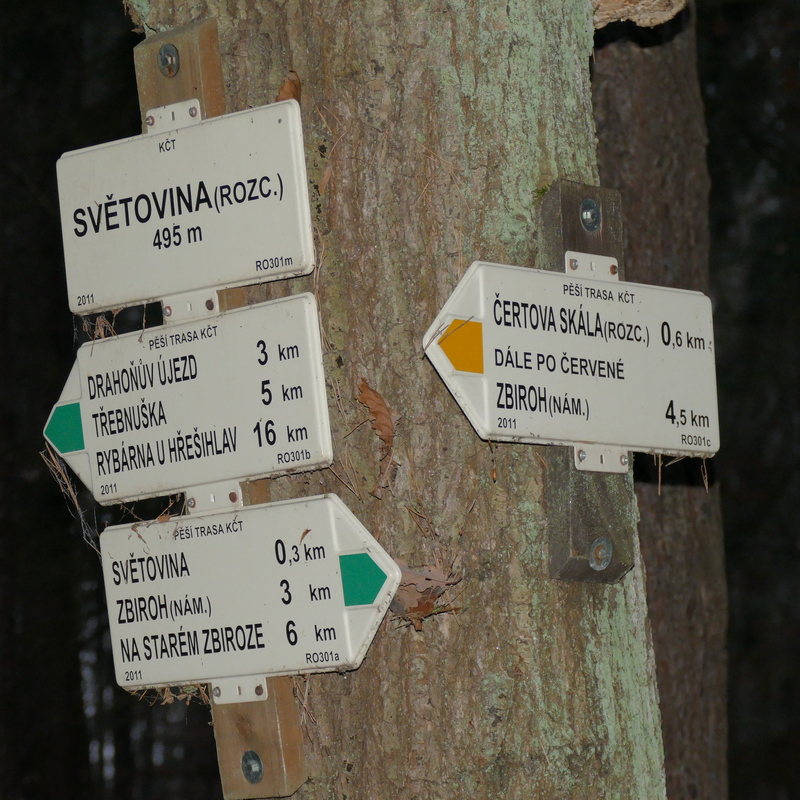 KČT
SVĚTOVINA (ROZC.)
495 m
2011 RO301m
PĚŠÍ TRASA KČT
DRAHOŇŮV ÚJEZD 3 km
TŘEBNUŠKA 5 km
RYBÁRNA U HŘEŠIHLAV 16 km
2011 RO301b
PĚŠÍ TRASA KČT
SVĚTOVINA 0,3 km
ZBIROH (NÁM.) 3 km
NA STARÉM ZBIROZE 6 km
2011 RO301a
PĚŠÍ TRASA KČT
ČERTOVA SKÁLA (ROZC.) 0,6 km
DÁLE PO ČERVENÉ
ZBIROH (NÁM.) 4,5 km
2011 RO301c